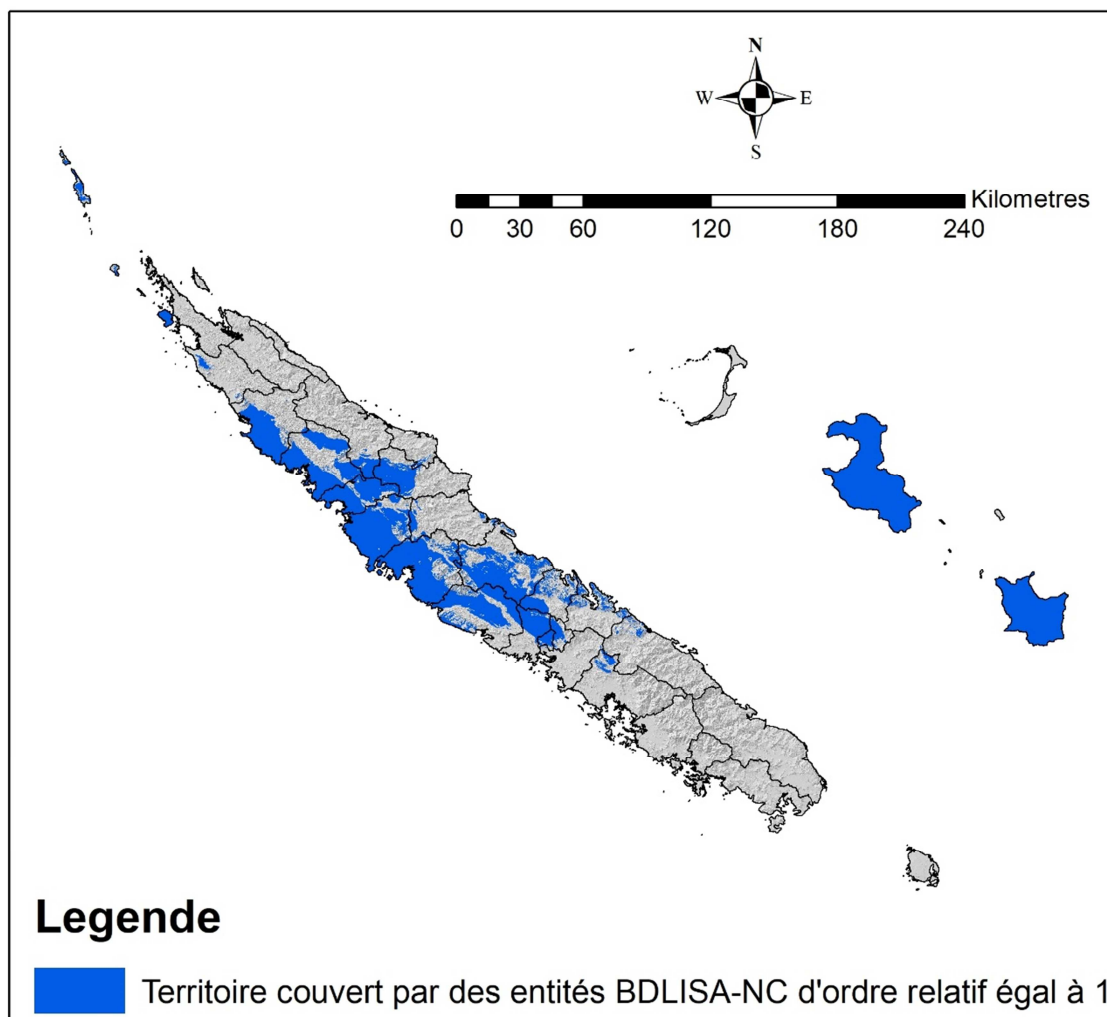 N
W E
S
Kilometres
0 30 60 120 180 240
Legende
Territoire couvert par des entités BDLISA-NC d'ordre relatif égal à 1